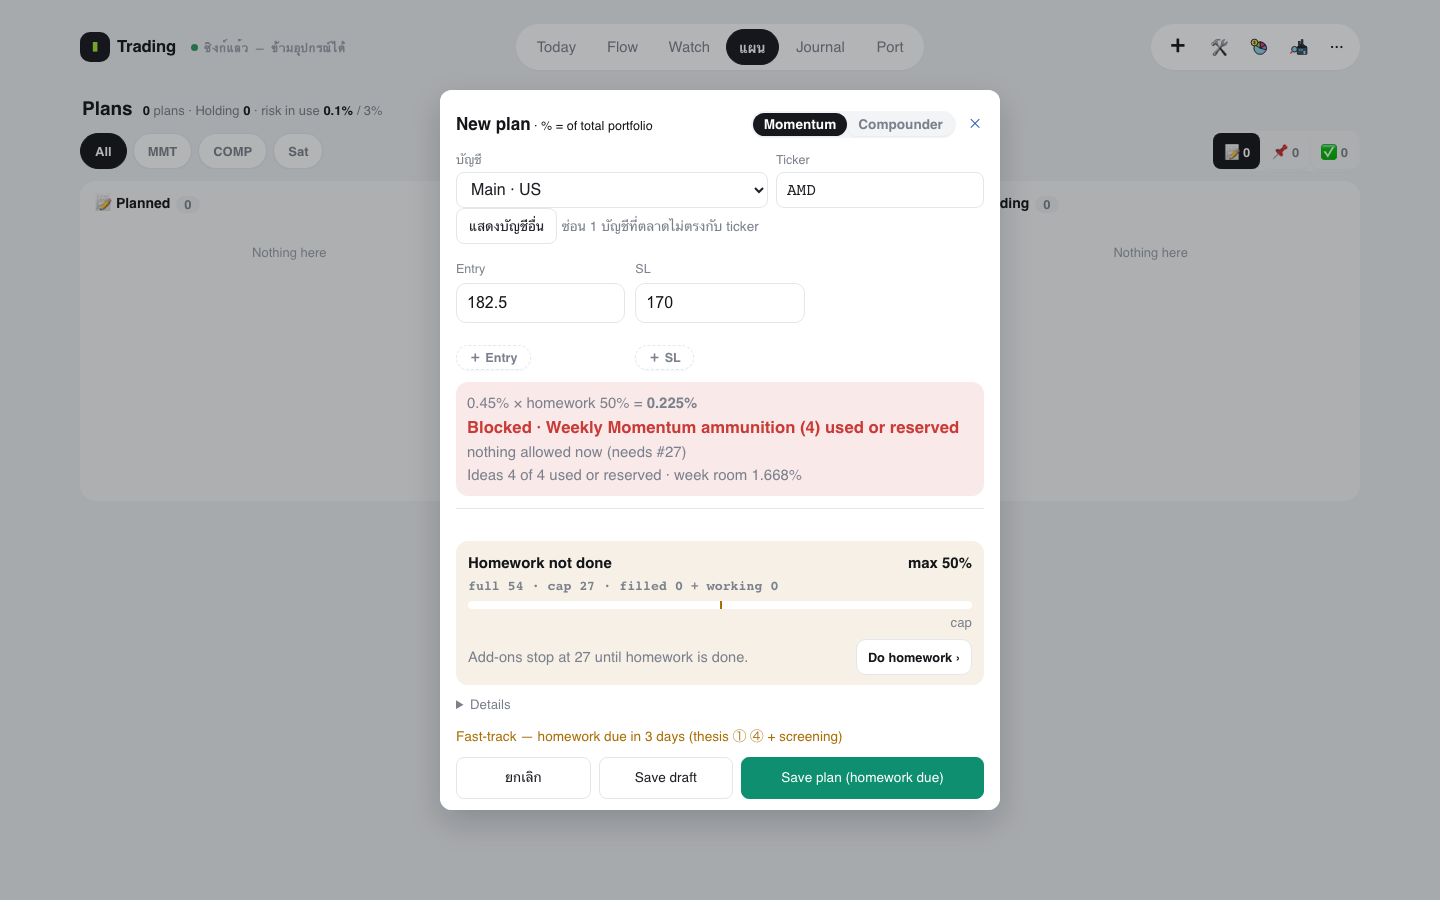 Trading ซิงก์แล้ว — ข้ามอุปกรณ์ได้ Today Flow Watch แผน Journal Port + ...
Plans 0 plans · Holding 0 · risk in use 0.1% / 3%
All MMT COMP Sat 0 0 0
Planned 0
Nothing here
ding 0
Nothing here
New plan · % = of total portfolio Momentum Compounder ×
บัญชี Ticker
Main · US AMD
แสดงบัญชีอื่น ซ่อน 1 บัญชีที่ตลาดไม่ตรงกับ ticker
Entry SL
182.5 170
+ Entry + SL
0.45% × homework 50% = 0.225%
Blocked · Weekly Momentum ammunition (4) used or reserved
nothing allowed now (needs #27)
Ideas 4 of 4 used or reserved · week room 1.668%
Homework not done max 50%
full 54 · cap 27 · filled 0 + working 0
cap
Add-ons stop at 27 until homework is done. Do homework ›
▶ Details
Fast-track — homework due in 3 days (thesis ① ④ + screening)
ยกเลิก Save draft Save plan (homework due)